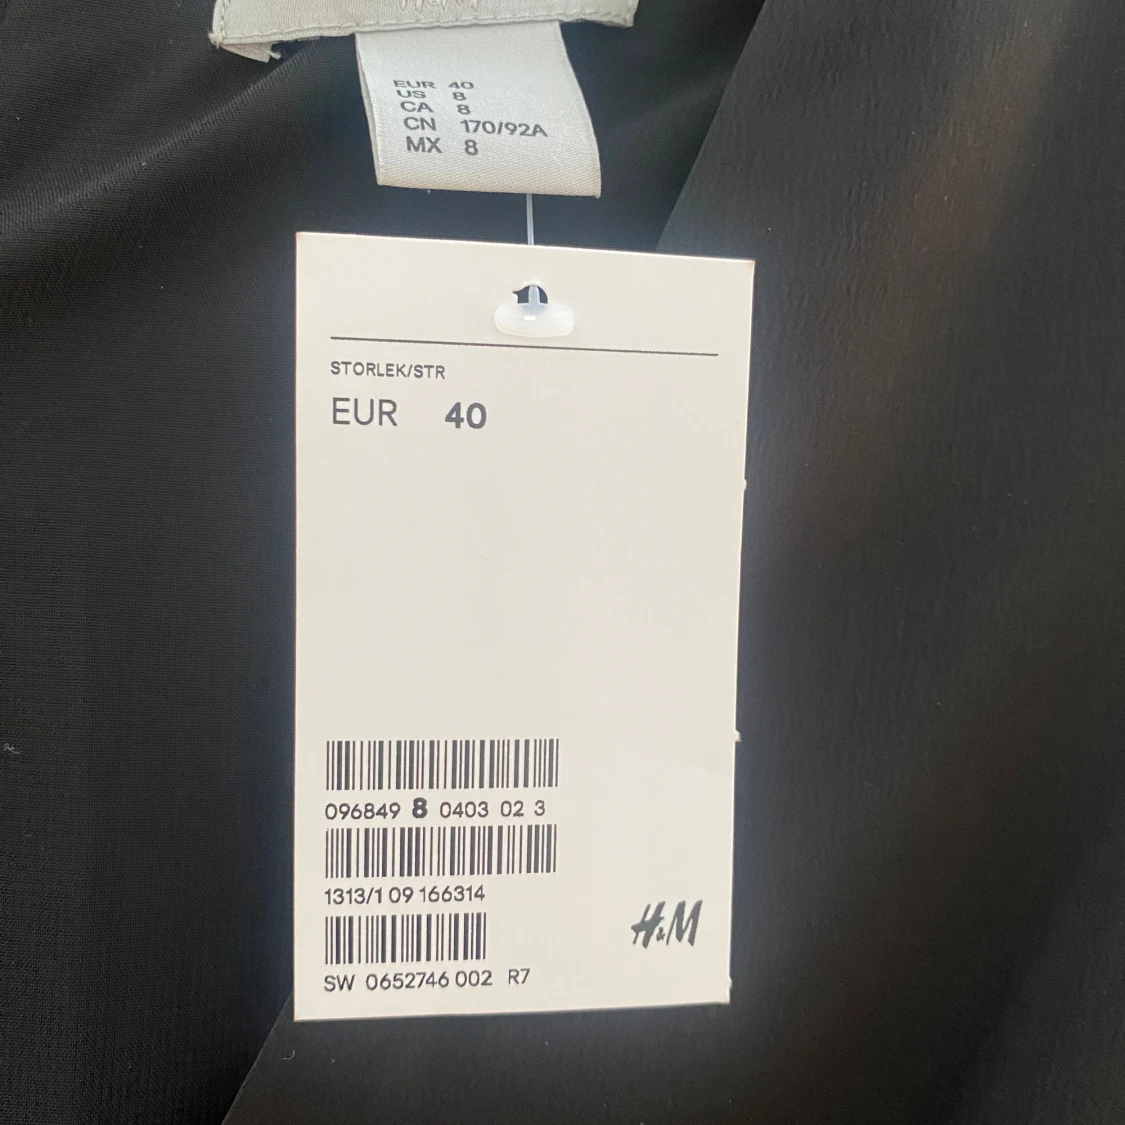 H&M
EUR 40
US 8
CA 8
CN 170/92A
MX 8
STORLEK/STR
EUR 40
096849 8 0403 02 3
1313/1 09 166314
SW 0652746 002 R7
H&M